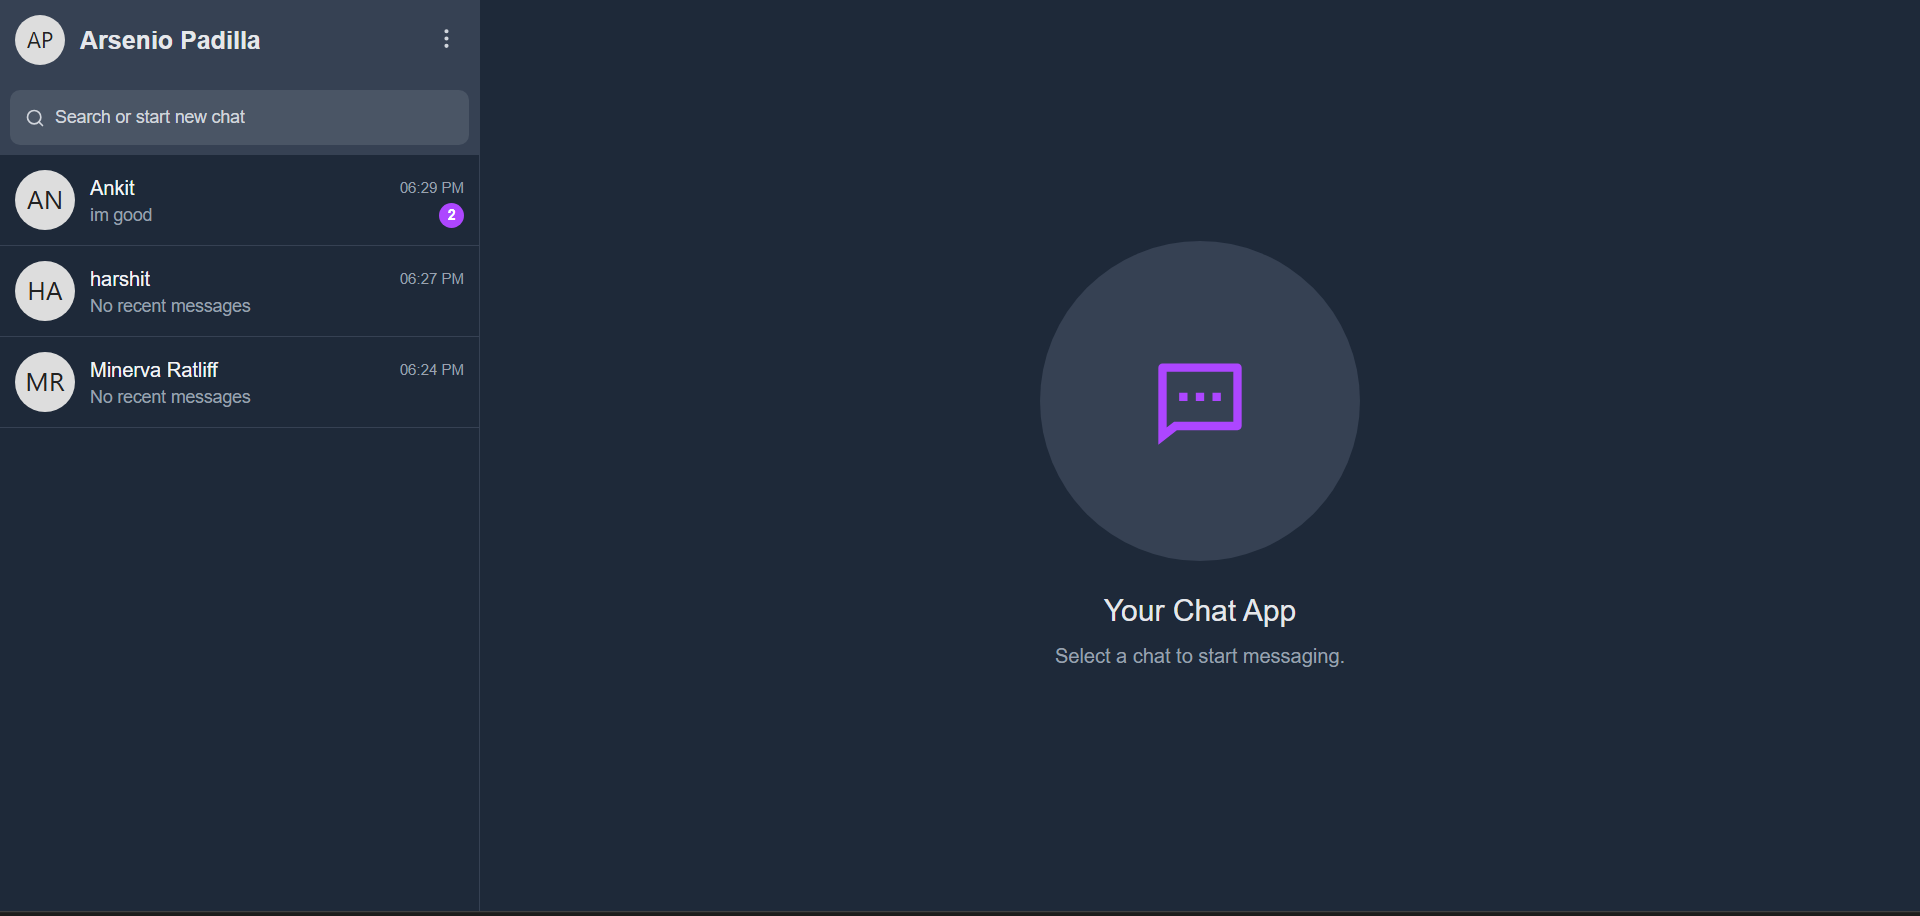 AP Arsenio Padilla
Search or start new chat
AN Ankit 06:29 PM
im good 2
HA harshit 06:27 PM
No recent messages
MR Minerva Ratliff 06:24 PM
No recent messages
Your Chat App
Select a chat to start messaging.